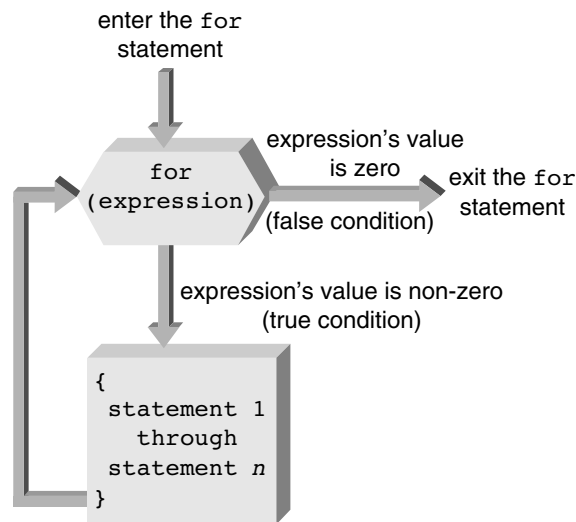 enter the for
statement
for
(expression)
expression's value
is zero
(false condition)
exit the for
statement
expression's value is non-zero
(true condition)
{
statement 1
through
statement n
}